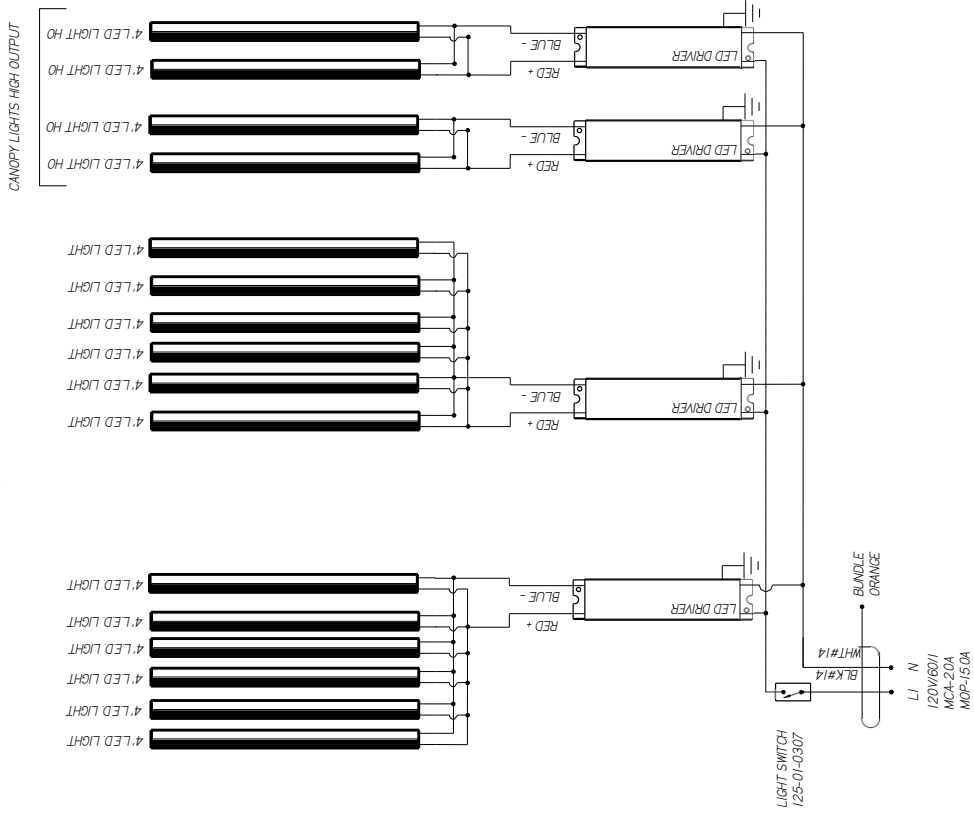 CANOPY LIGHTS HIGH OUTPUT
4' LED LIGHT HO
4' LED LIGHT HO
4' LED LIGHT HO
4' LED LIGHT HO
BLUE -
RED +
LED DRIVER
BLUE -
RED +
LED DRIVER
4' LED LIGHT
4' LED LIGHT
4' LED LIGHT
4' LED LIGHT
4' LED LIGHT
4' LED LIGHT
BLUE -
RED +
LED DRIVER
4' LED LIGHT
4' LED LIGHT
4' LED LIGHT
4' LED LIGHT
4' LED LIGHT
4' LED LIGHT
BLUE -
RED +
LED DRIVER
BUNDLE
ORANGE
WHT#14
BLK#14
L1 N
120V/60/1
MCA-2.0A
MOP-15.0A
LIGHT SWITCH
125-01-0307